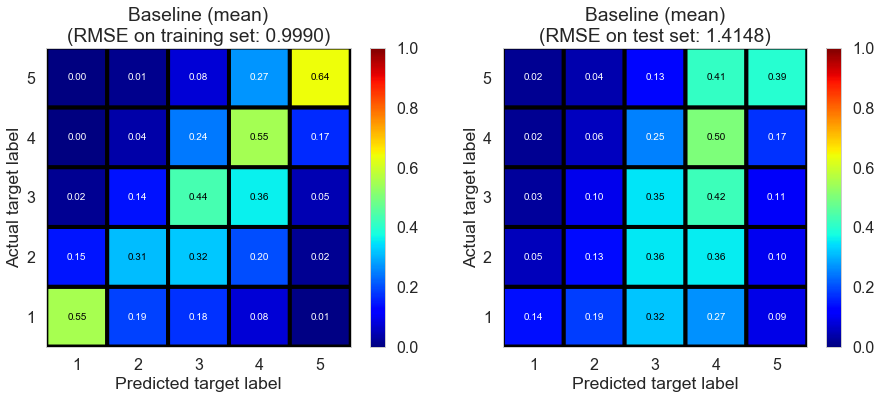 Baseline (mean)
(RMSE on training set: 0.9990)
Actual target label
5
4
3
2
1
0.00 0.01 0.08 0.27 0.64
0.00 0.04 0.24 0.55 0.17
0.02 0.14 0.44 0.36 0.05
0.15 0.31 0.32 0.20 0.02
0.55 0.19 0.18 0.08 0.01
1 2 3 4 5
Predicted target label
1.0
0.8
0.6
0.4
0.2
0.0
Baseline (mean)
(RMSE on test set: 1.4148)
Actual target label
5
4
3
2
1
0.02 0.04 0.13 0.41 0.39
0.02 0.06 0.25 0.50 0.17
0.03 0.10 0.35 0.42 0.11
0.05 0.13 0.36 0.36 0.10
0.14 0.19 0.32 0.27 0.09
1 2 3 4 5
Predicted target label
1.0
0.8
0.6
0.4
0.2
0.0